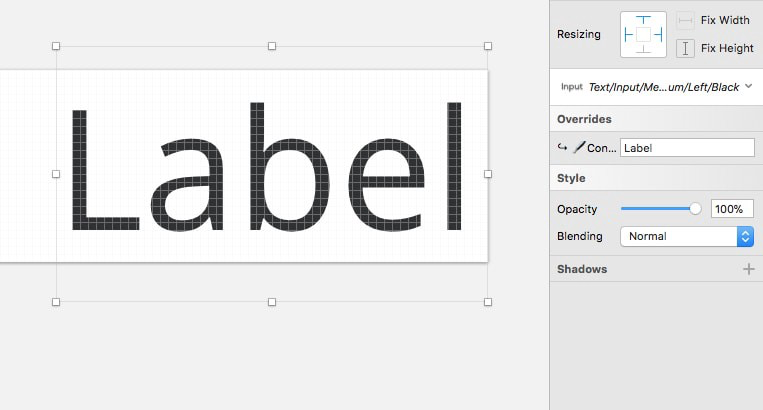 Label
Resizing
Fix Width
Fix Height
Input Text/Input/Me...um/Left/Black
Overrides
Con... Label
Style
Opacity 100%
Blending Normal
Shadows